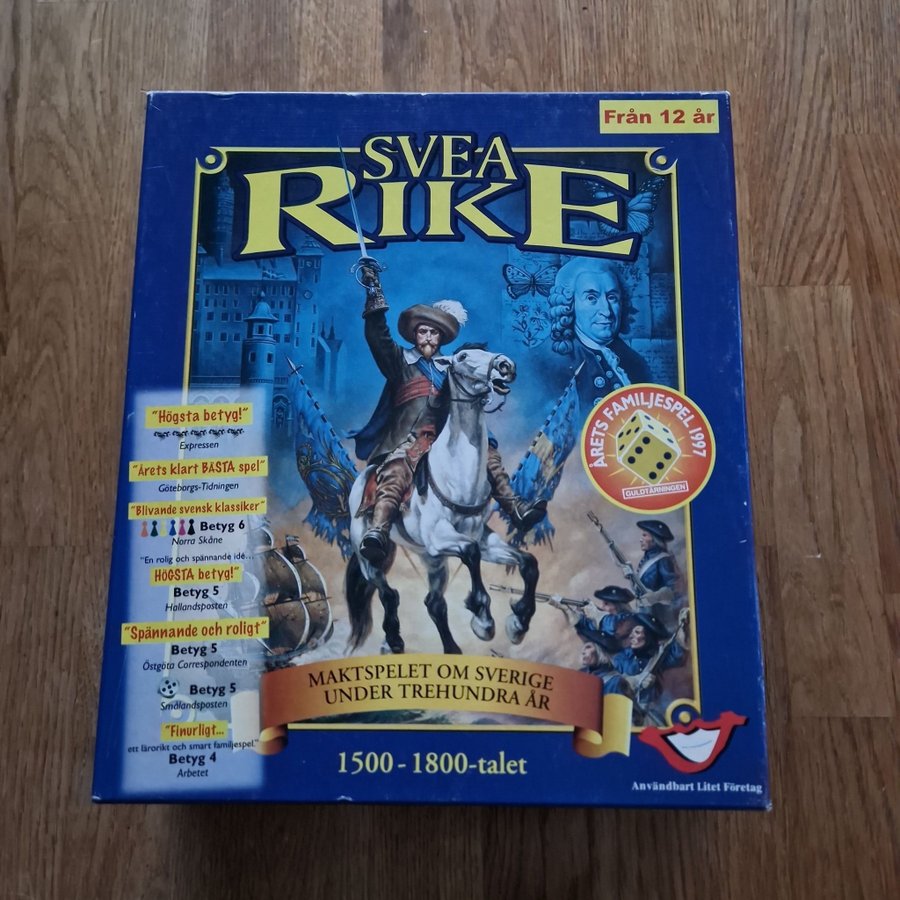 Från 12 år
SVEA
RIKE
ÅRETS FAMILJESPEL 1997
GULDTÄRNINGEN
"Högsta betyg!"
Expressen
"Årets klart BÄSTA spel"
Göteborgs-Tidningen
"Blivande svensk klassiker"
Betyg 6
Norra Skåne
"En rolig och spännande idé...
HÖGSTA betyg!"
Betyg 5
Hallandsposten
"Spännande och roligt"
Betyg 5
Östgöta Correspondenten
Betyg 5
Smålandsposten
"Finurligt...
ett lärorikt och smart familjespel."
Betyg 4
Arbetet
MAKTSPELET OM SVERIGE
UNDER TREHUNDRA ÅR
1500 - 1800-talet
Användbart Litet Företag